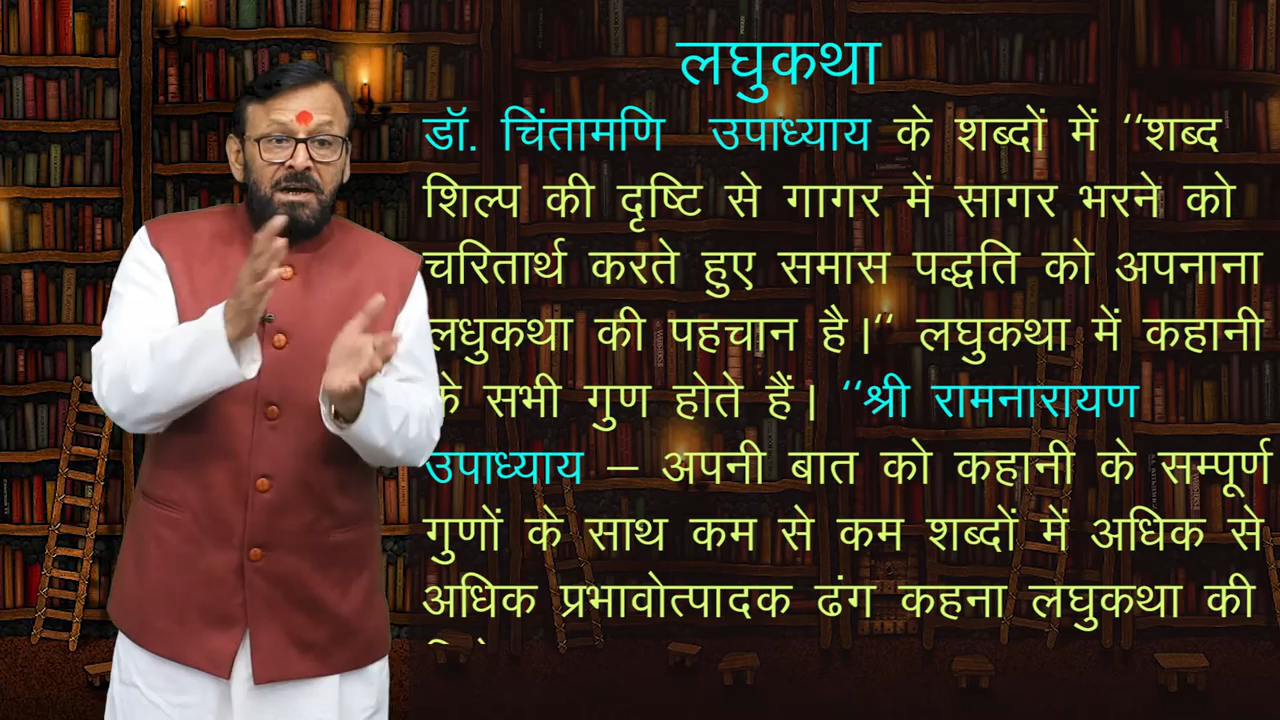 लघुकथा
डॉ. चिंतामणि उपाध्याय के शब्दों में ‘‘शब्द
शिल्प की दृष्टि से गागर में सागर भरने को
चरितार्थ करते हुए समास पद्धति को अपनाना
लधुकथा की पहचान है।‘‘ लघुकथा में कहानी
के सभी गुण होते हैं। ‘‘श्री रामनारायण
उपाध्याय – अपनी बात को कहानी के सम्पूर्ण
गुणों के साथ कम से कम शब्दों में अधिक से
अधिक प्रभावोत्पादक ढंग कहना लघुकथा की